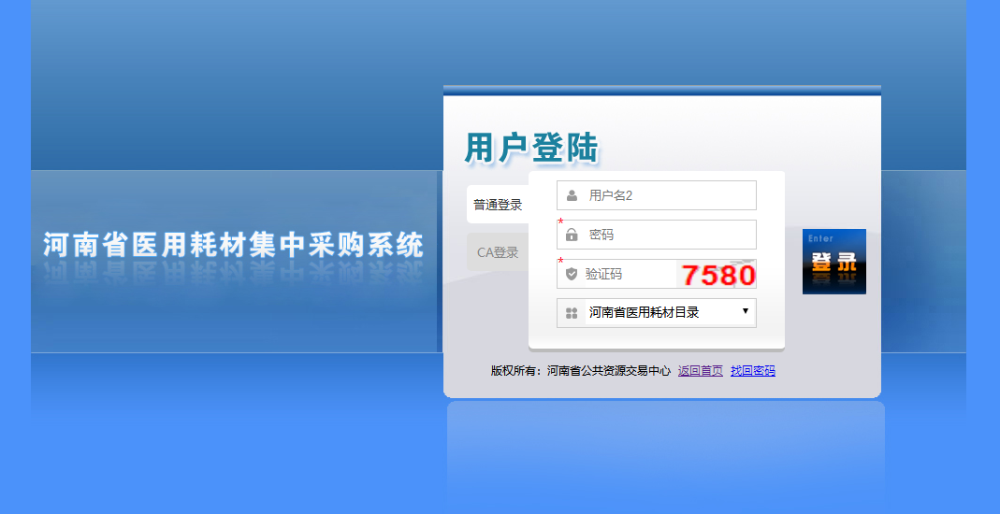 河南省医用耗材集中采购系统
用户登陆
普通登录
CA登录
用户名2
* 密码
* 验证码 7580
河南省医用耗材目录 ▼
Enter
登录
版权所有：河南省公共资源交易中心 返回首页 找回密码